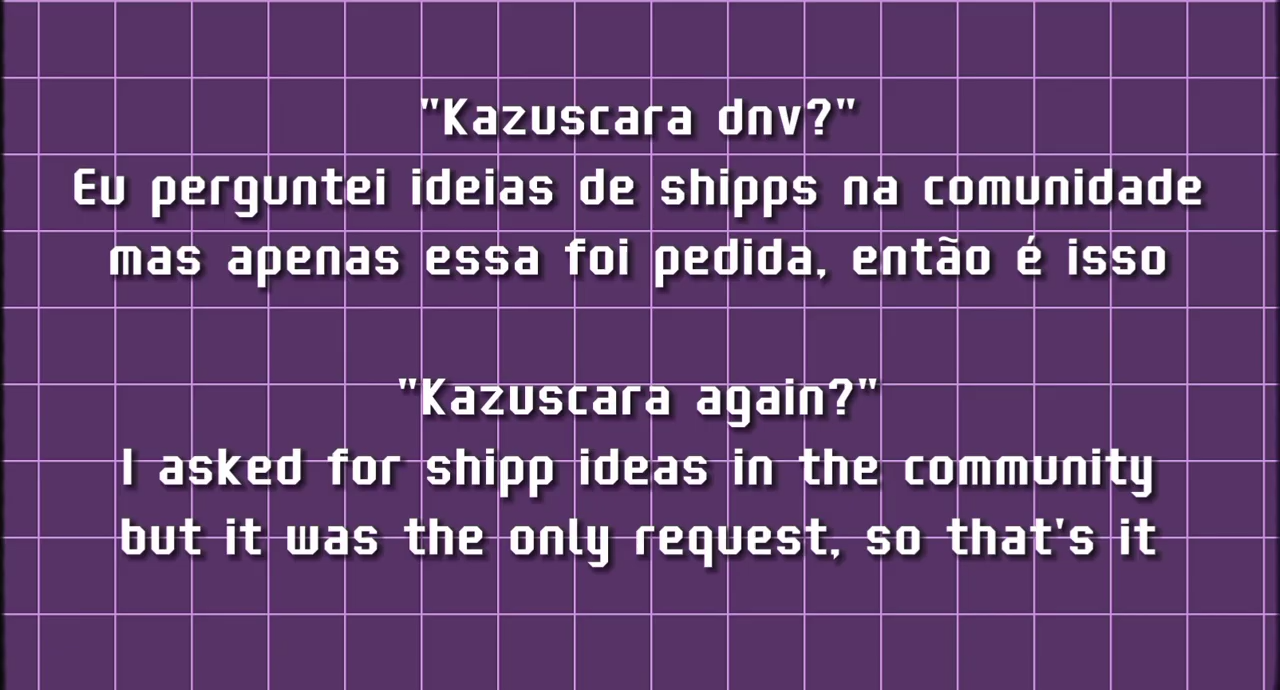 "Kazuscara dnv?"
Eu perguntei ideias de shipps na comunidade
mas apenas essa foi pedida, então é isso
"Kazuscara again?"
I asked for shipp ideas in the community
but it was the only request, so that's it